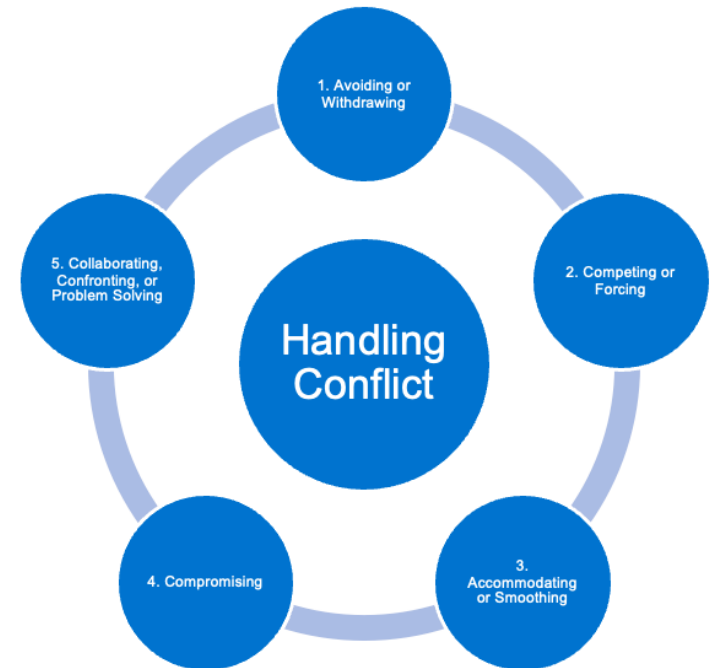 1. Avoiding or
Withdrawing
2. Competing or
Forcing
3.
Accommodating
or Smoothing
4. Compromising
5. Collaborating,
Confronting, or
Problem Solving
Handling
Conflict